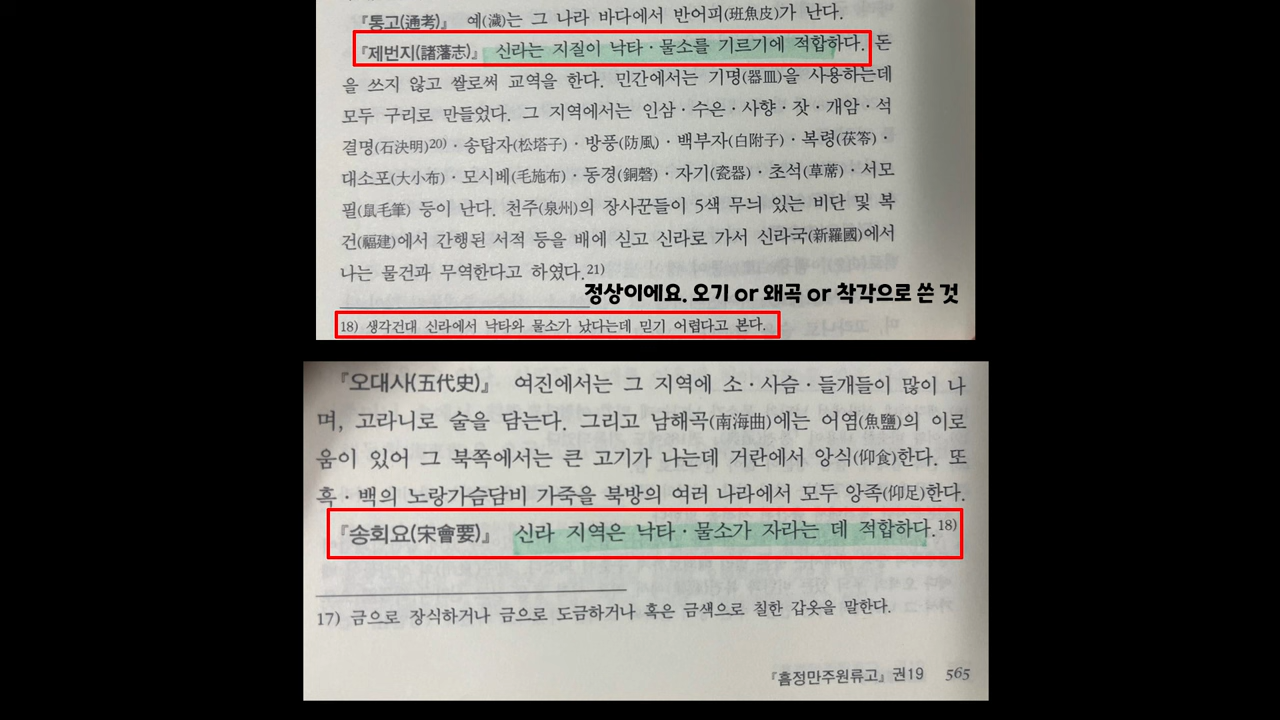 『통고(通考)』 예(濊)는 그 나라 바다에서 반어피(班魚皮)가 난다.
『제번지(諸藩志)』 신라는 지질이 낙타·물소를 기르기에 적합하다. 돈
을 쓰지 않고 쌀로써 교역을 한다. 민간에서는 기명(器皿)을 사용하는데
모두 구리로 만들었다. 그 지역에서는 인삼·수은·사향·잣·개암·석
결명(石決明)20)·송탑자(松塔子)·방풍(防風)·백부자(白附子)·복령(茯笭)·
대소포(大小布)·모시베(毛施布)·동경(銅磬)·자기(瓷器)·초석(草蓆)·서모
필(鼠毛筆) 등이 난다. 천주(泉州)의 장사꾼들이 5색 무늬 있는 비단 및 복
건(福建)에서 간행된 서적 등을 배에 싣고 신라로 가서 신라국(新羅國)에서
나는 물건과 무역한다고 하였다.21)
정상이에요. 오기 or 왜곡 or 착각으로 쓴 것
18) 생각건대 신라에서 낙타와 물소가 났다는데 믿기 어렵다고 본다.
『오대사(五代史)』 여진에서는 그 지역에 소·사슴·들개들이 많이 나
며, 고라니로 술을 담는다. 그리고 남해곡(南海曲)에는 어염(魚鹽)의 이로
움이 있어 그 북쪽에서는 큰 고기가 나는데 거란에서 앙식(仰食)한다. 또
흑·백의 노랑가슴담비 가죽을 북방의 여러 나라에서 모두 앙족(仰足)한다.
『송회요(宋會要)』 신라 지역은 낙타·물소가 자라는 데 적합하다.18)
17) 금으로 장식하거나 금으로 도금하거나 혹은 금색으로 칠한 갑옷을 말한다.
『흠정만주원류고』 권19 565